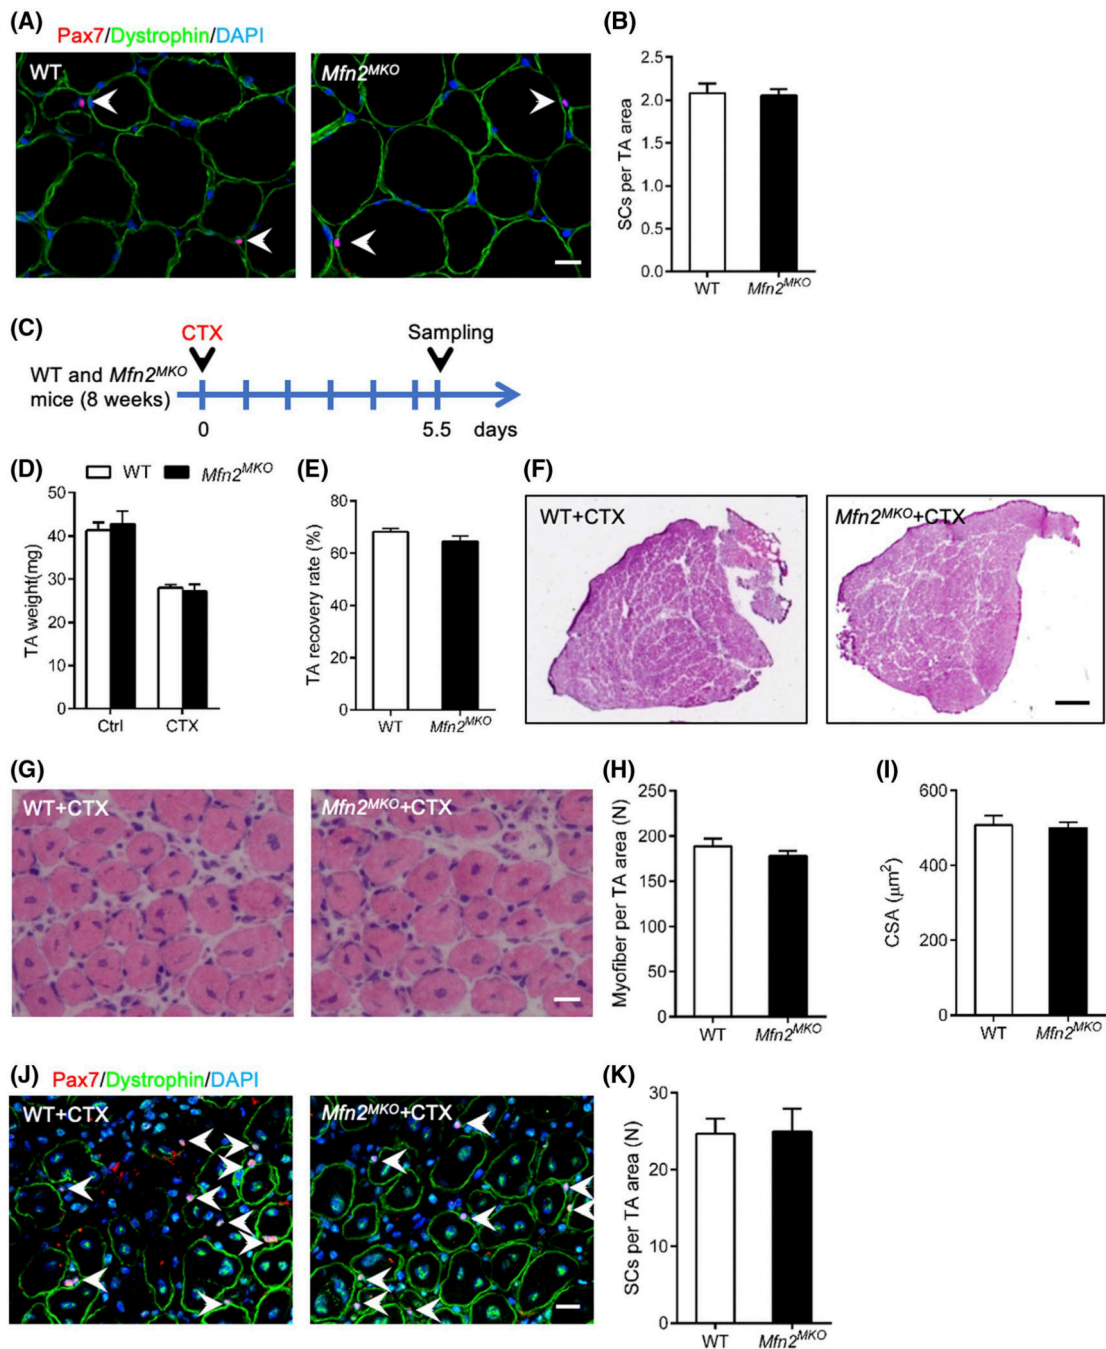 (A)
Pax7/Dystrophin/DAPI
WT
Mfn2MKO
(B)
SCs per TA area
2.5
2.0
1.5
1.0
0.5
0.0
WT
Mfn2MKO
(C)
CTX
Sampling
WT and Mfn2MKO
mice (8 weeks)
0
5.5
days
(D)
WT
Mfn2MKO
TA weight(mg)
50
40
30
20
10
0
Ctrl
CTX
(E)
TA recovery rate (%)
80
60
40
20
0
WT
Mfn2MKO
(F)
WT+CTX
Mfn2MKO+CTX
(G)
WT+CTX
Mfn2MKO+CTX
(H)
Myofiber per TA area (N)
250
200
150
100
50
0
WT
Mfn2MKO
(I)
CSA (μm2)
600
400
200
0
WT
Mfn2MKO
(J)
Pax7/Dystrophin/DAPI
WT+CTX
Mfn2MKO+CTX
(K)
SCs per TA area (N)
30
20
10
0
WT
Mfn2MKO